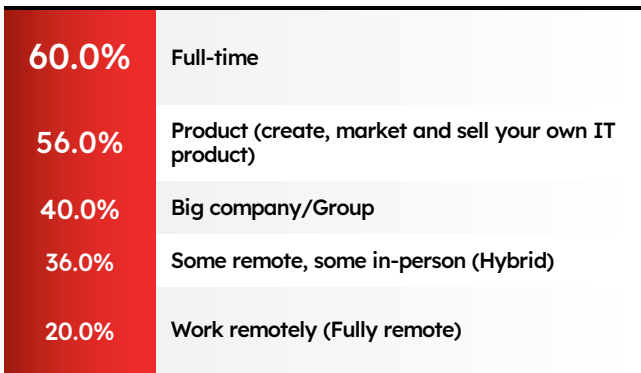 60.0% Full-time
56.0% Product (create, market and sell your own IT
product)
40.0% Big company/Group
36.0% Some remote, some in-person (Hybrid)
20.0% Work remotely (Fully remote)